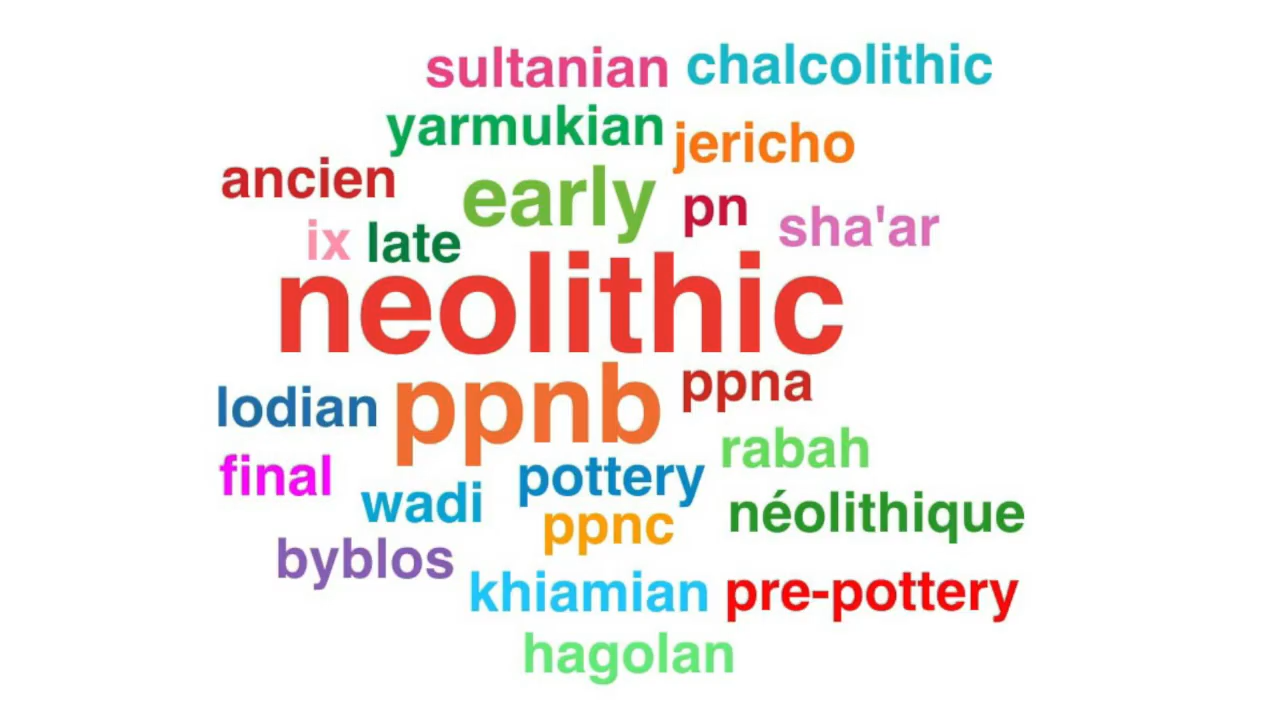 sultanian chalcolithic
yarmukian jericho
ancien early pn sha'ar
ix late
neolithic
lodian ppnb ppna
rabah
final wadi pottery
ppnc néolithique
byblos
khiamian pre-pottery
hagolan